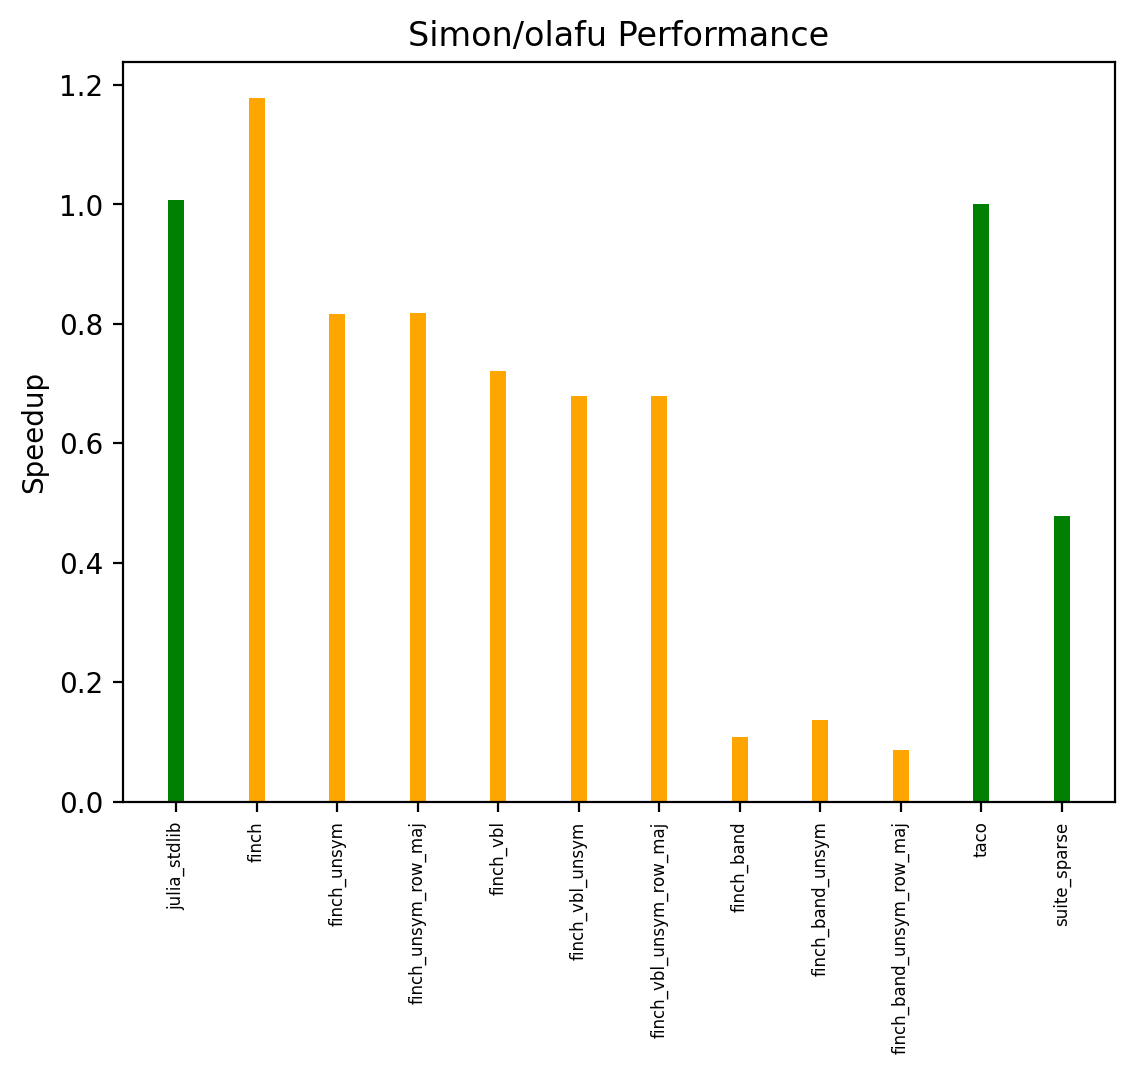 Simon/olafu Performance
Speedup
1.2
1.0
0.8
0.6
0.4
0.2
0.0
julia_stdlib
finch
finch_unsym
finch_unsym_row_maj
finch_vbl
finch_vbl_unsym
finch_vbl_unsym_row_maj
finch_band
finch_band_unsym
finch_band_unsym_row_maj
taco
suite_sparse